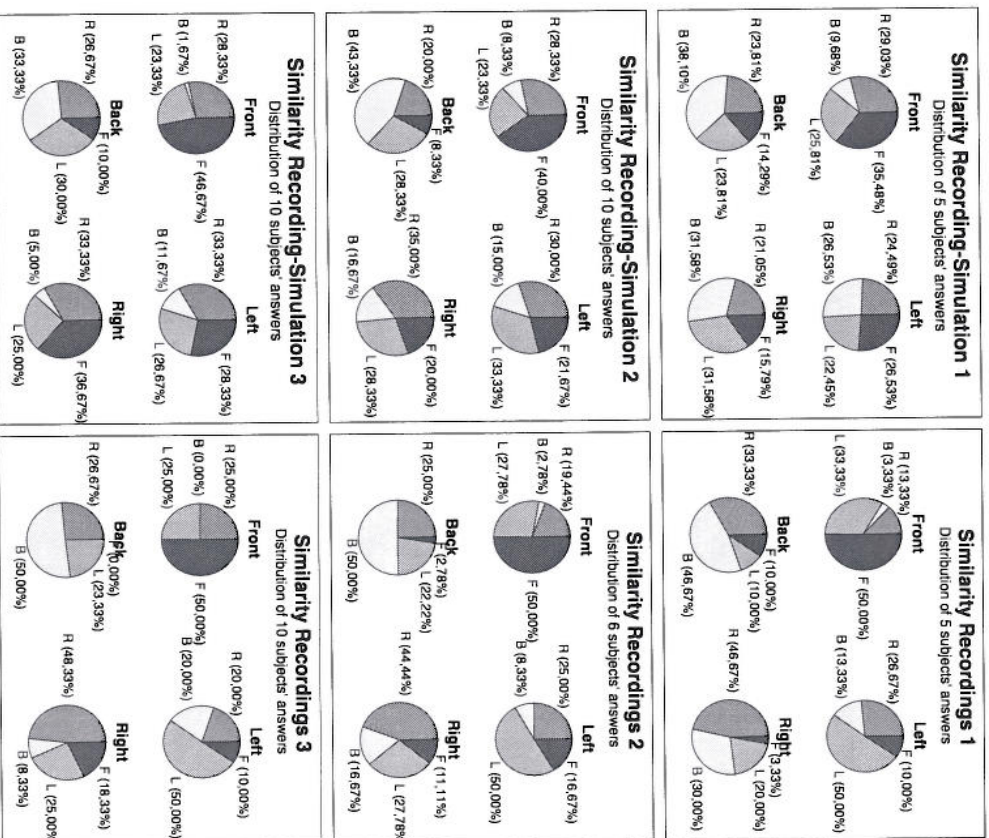 Similarity Recording-Simulation 1
Distribution of 5 subjects' answers
Front
R (29,03%)
F (35,48%)
B (9,68%)
L (25,81%)
Left
R (24,49%)
F (26,53%)
B (26,53%)
L (22,45%)
Back
R (23,81%)
F (14,29%)
B (38,10%)
L (23,81%)
Right
R (21,05%)
F (15,79%)
B (31,58%)
L (31,58%)
Similarity Recordings 1
Distribution of 5 subjects' answers
Front
R (13,33%)
B (3,33%)
L (33,33%)
F (50,00%)
Left
R (26,67%)
F (10,00%)
B (13,33%)
L (50,00%)
Back
R (33,33%)
F (10,00%)
L (10,00%)
B (46,67%)
Right
R (46,67%)
F (3,33%)
L (20,00%)
B (30,00%)
Similarity Recording-Simulation 2
Distribution of 10 subjects' answers
Front
R (28,33%)
F (40,00%)
B (8,33%)
L (23,33%)
Left
R (30,00%)
F (21,67%)
B (15,00%)
L (33,33%)
Back
R (20,00%)
F (8,33%)
B (43,33%)
L (28,33%)
Right
R (35,00%)
F (20,00%)
B (16,67%)
L (28,33%)
Similarity Recordings 2
Distribution of 6 subjects' answers
Front
R (19,44%)
B (2,78%)
L (27,78%)
F (50,00%)
Left
R (25,00%)
F (16,67%)
B (8,33%)
L (50,00%)
Back
R (25,00%)
F (2,78%)
L (22,22%)
B (50,00%)
Right
R (44,44%)
F (11,11%)
B (16,67%)
L (27,78%)
Similarity Recording-Simulation 3
Distribution of 10 subjects' answers
Front
R (28,33%)
F (46,67%)
B (1,67%)
L (23,33%)
Left
R (33,33%)
F (28,33%)
B (11,67%)
L (26,67%)
Back
R (26,67%)
F (10,00%)
B (33,33%)
L (30,00%)
Right
R (33,33%)
F (36,67%)
B (5,00%)
L (25,00%)
Similarity Recordings 3
Distribution of 10 subjects' answers
Front
R (25,00%)
B (0,00%)
L (25,00%)
F (50,00%)
Left
R (20,00%)
F (10,00%)
B (20,00%)
L (50,00%)
Back
R (26,67%)
F (0,00%)
L (23,33%)
B (50,00%)
Right
R (48,33%)
F (18,33%)
B (8,33%)
L (25,00%